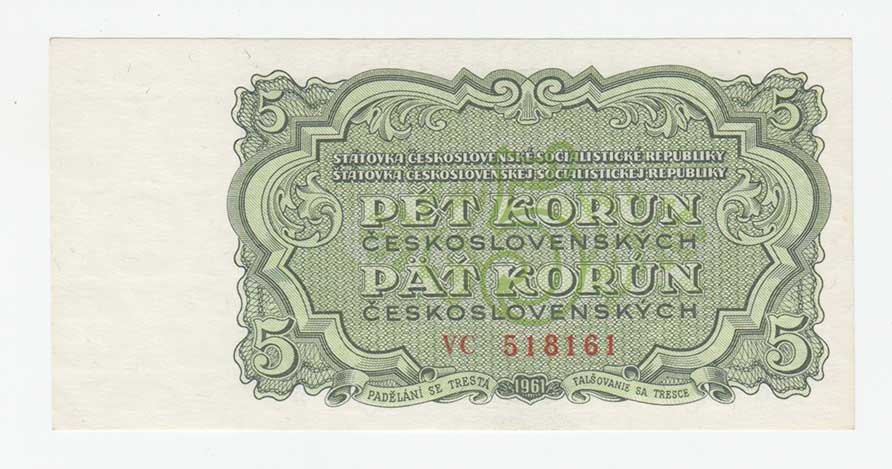 5 5
STÁTOVKA ČESKOSLOVENSKÉ SOCIALISTICKÉ REPUBLIKY
ŠTÁTOVKA ČESKOSLOVENSKEJ SOCIALISTICKEJ REPUBLIKY
PĚT KORUN
ČESKOSLOVENSKÝCH
PÄŤ KORÚN
ČESKOSLOVENSKÝCH
VC 518161
5 5
PADĚLÁNÍ SE TRESTÁ 1961 FALŠOVANIE SA TRESCE